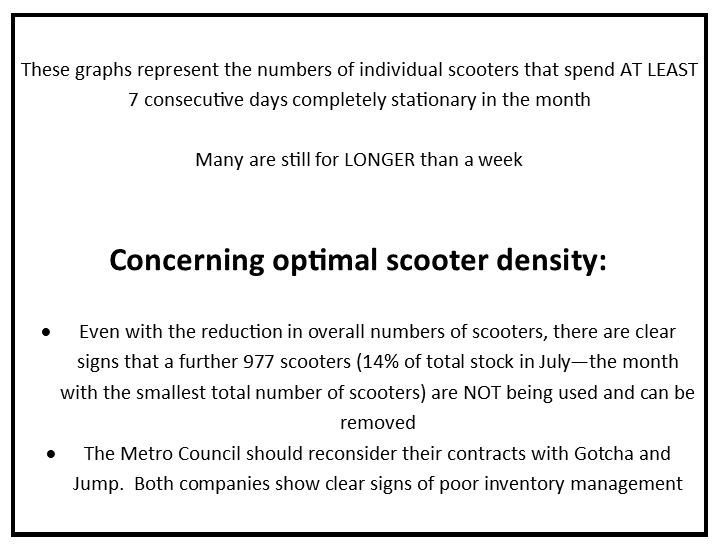 These graphs represent the numbers of individual scooters that spend AT LEAST
7 consecutive days completely stationary in the month
Many are still for LONGER than a week
Concerning optimal scooter density:
• Even with the reduction in overall numbers of scooters, there are clear
signs that a further 977 scooters (14% of total stock in July—the month
with the smallest total number of scooters) are NOT being used and can be
removed
• The Metro Council should reconsider their contracts with Gotcha and
Jump.  Both companies show clear signs of poor inventory management